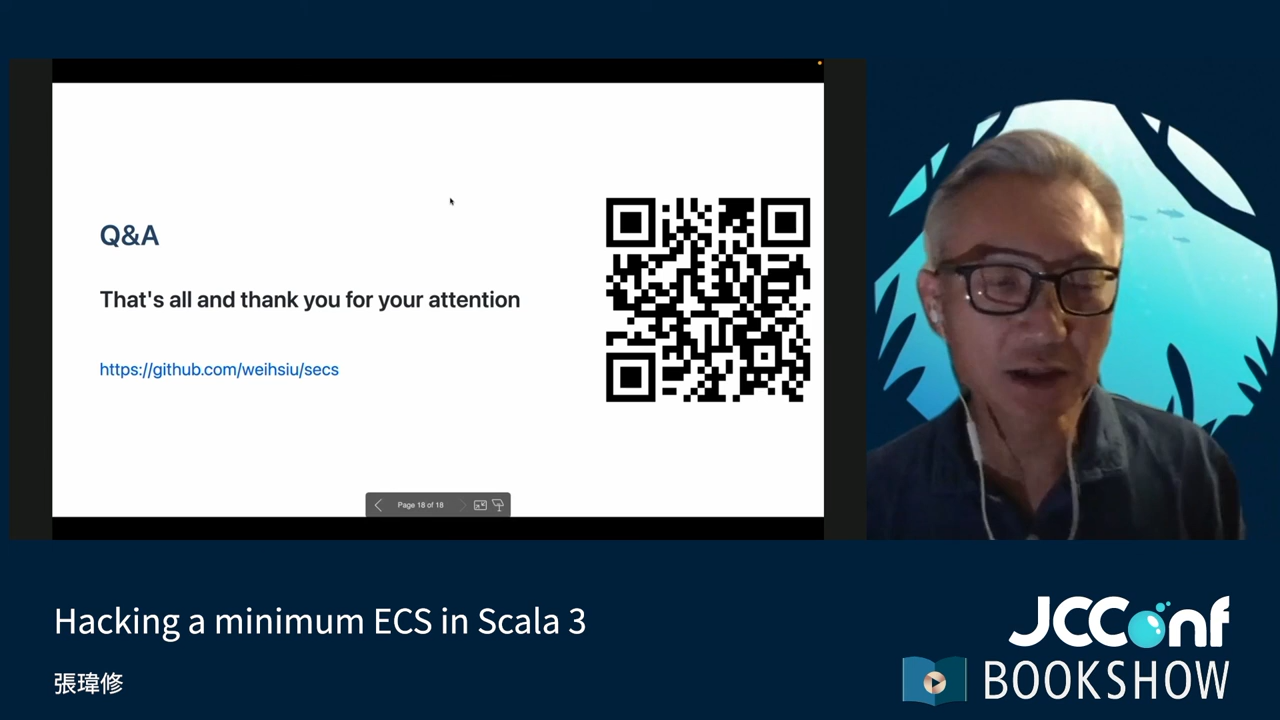 Q&A
That's all and thank you for your attention
https://github.com/weihsiu/secs
Page 18 of 18
Hacking a minimum ECS in Scala 3
張瑋修
JCConf
BOOKSHOW